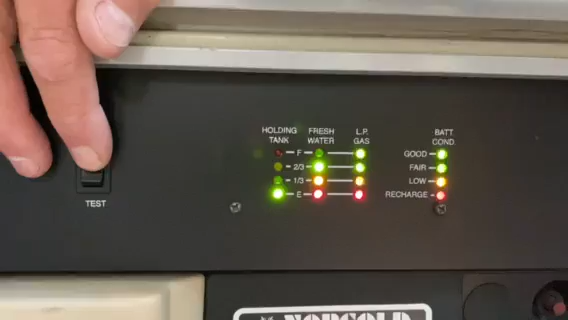 HOLDING FRESH L.P. BATT.
TANK WATER GAS COND.
F GOOD
2/3 FAIR
1/3 LOW
E RECHARGE
TEST
NORCOLD